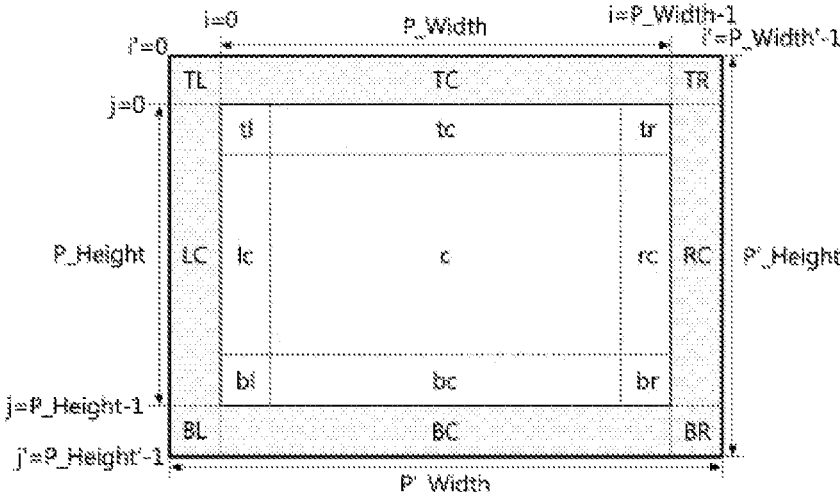 i=0
P_Width
i=P_Width-1
i'=0
i'=P_Width'-1
TL
TC
TR
j=0
tl
tc
tr
P_Height
LC
lc
c
rc
RC
P'_Height
bl
bc
br
j=P_Height-1
BL
BC
BR
j'=P_Height'-1
P'_Width